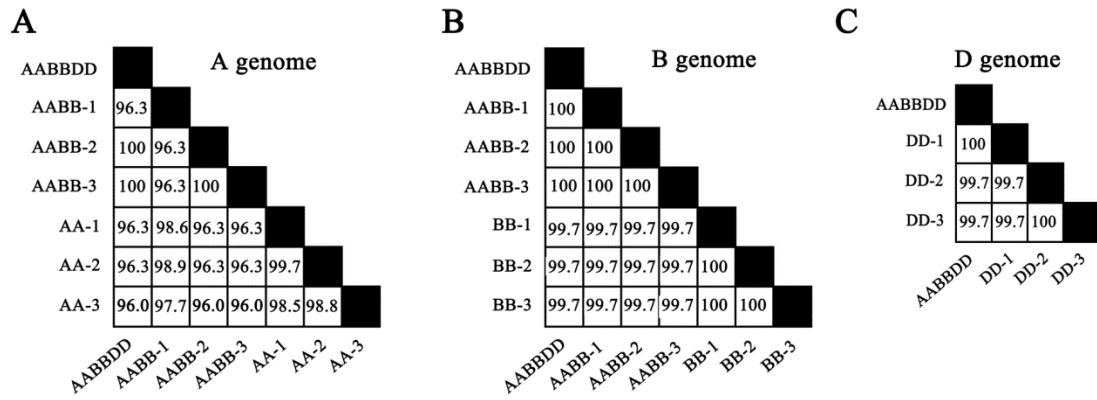 A
A genome
AABBDD
AABB-1 96.3
AABB-2 100 96.3
AABB-3 100 96.3 100
AA-1 96.3 98.6 96.3 96.3
AA-2 96.3 98.9 96.3 96.3 99.7
AA-3 96.0 97.7 96.0 96.0 98.5 98.8
AABBDD AABB-1 AABB-2 AABB-3 AA-1 AA-2 AA-3
B
B genome
AABBDD
AABB-1 100
AABB-2 100 100
AABB-3 100 100 100
BB-1 99.7 99.7 99.7 99.7
BB-2 99.7 99.7 99.7 99.7 100
BB-3 99.7 99.7 99.7 99.7 100 100
AABBDD AABB-1 AABB-2 AABB-3 BB-1 BB-2 BB-3
C
D genome
AABBDD
DD-1 100
DD-2 99.7 99.7
DD-3 99.7 99.7 100
AABBDD DD-1 DD-2 DD-3